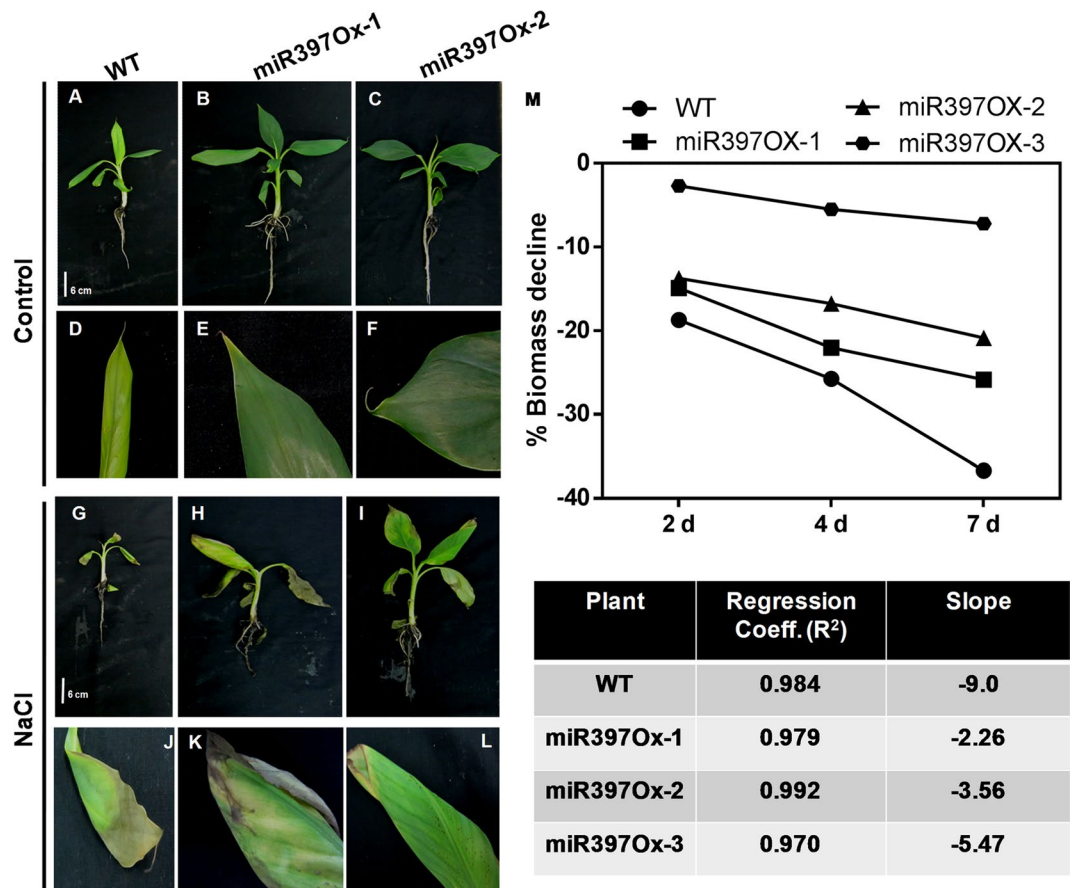 WT miR397Ox-1 miR397Ox-2
Control
A B C
6 cm
D E F
NaCl
G H I
6 cm
J K L
M
WT miR397OX-2
miR397OX-1 miR397OX-3
% Biomass decline
0
-10
-20
-30
-40
2 d 4 d 7 d
Plant Regression Slope
Coeff. (R²)
WT 0.984 -9.0
miR397Ox-1 0.979 -2.26
miR397Ox-2 0.992 -3.56
miR397Ox-3 0.970 -5.47